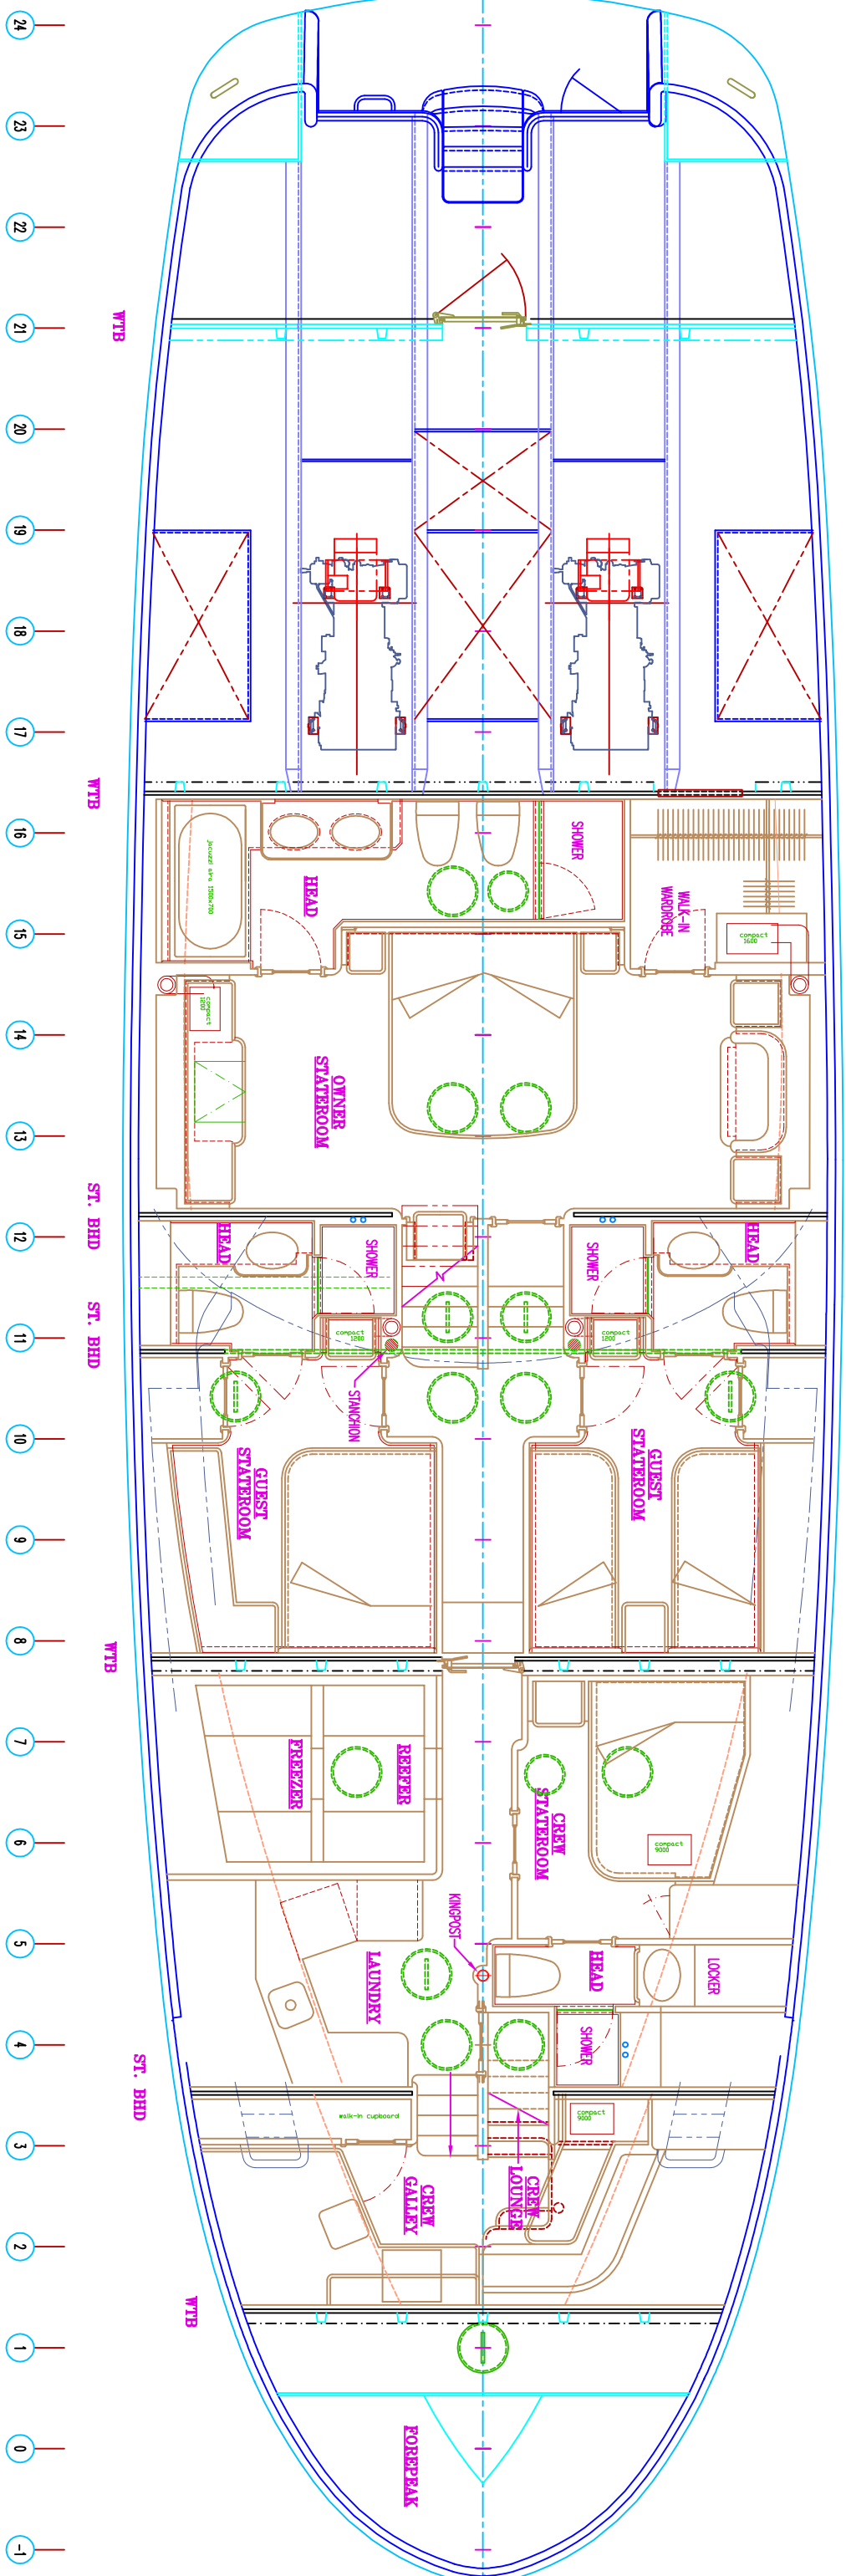 24
23
22
21
WTB
20
19
18
17
WTB
16
SHOWER
jacuzzi aira 1500x700
HEAD
WALK-IN
WARDROBE
15
compact
1600
compact
1200
14
OWNER
STATEROOM
13
ST. BHD
12
HEAD
SHOWER
SHOWER
HEAD
ST. BHD
11
compact
1200
compact
1200
STANCHION
10
GUEST
STATEROOM
GUEST
STATEROOM
9
8
WTB
7
FREEZER
REEFER
CREW
STATEROOM
6
compact
9000
KINGPOST
5
LAUNDRY
HEAD
LOCKER
4
SHOWER
ST. BHD
walk-in cupboard
compact
9000
3
CREW
GALLEY
CREW
LOUNGE
2
WTB
1
0
FOREPEAK
-1